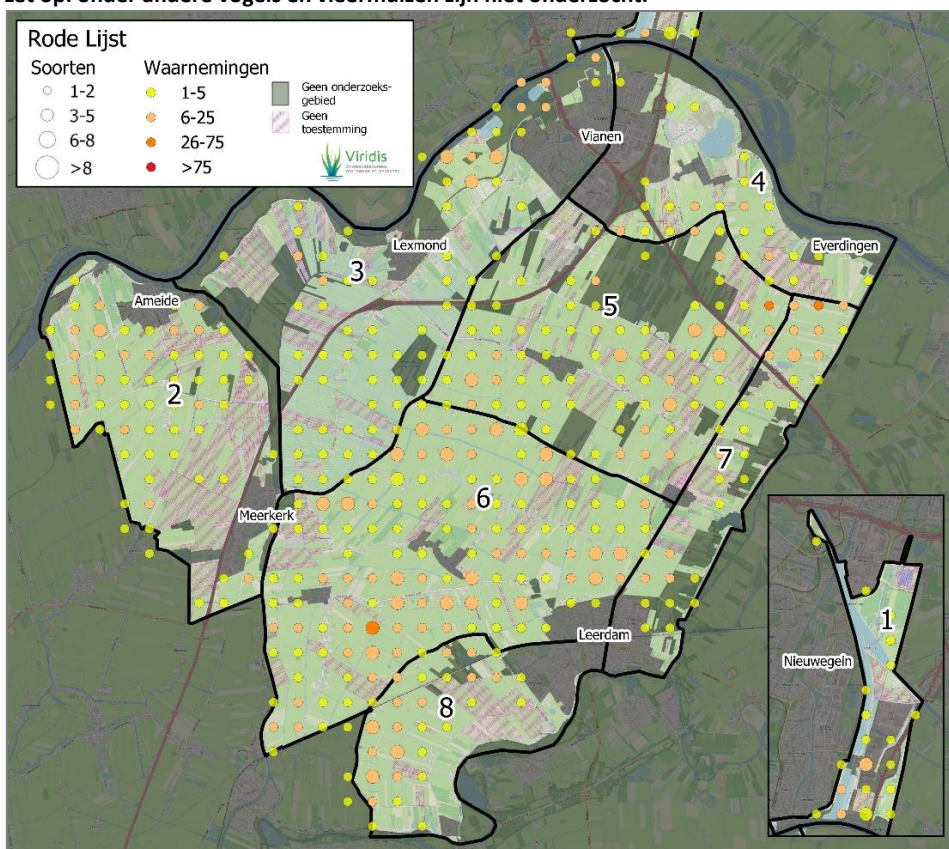 Let op: onder andere vogels en vleermuizen zijn niet onderzocht.
Rode Lijst
Soorten
Waarnemingen
1-2
1-5
Geen onderzoeks-
gebied
3-5
6-25
Geen
toestemming
6-8
26-75
>8
>75
Viridis
Vianen
4
Lexmond
Everdingen
3
Ameide
5
2
7
6
Meerkerk
1
Leerdam
Nieuwegein
8